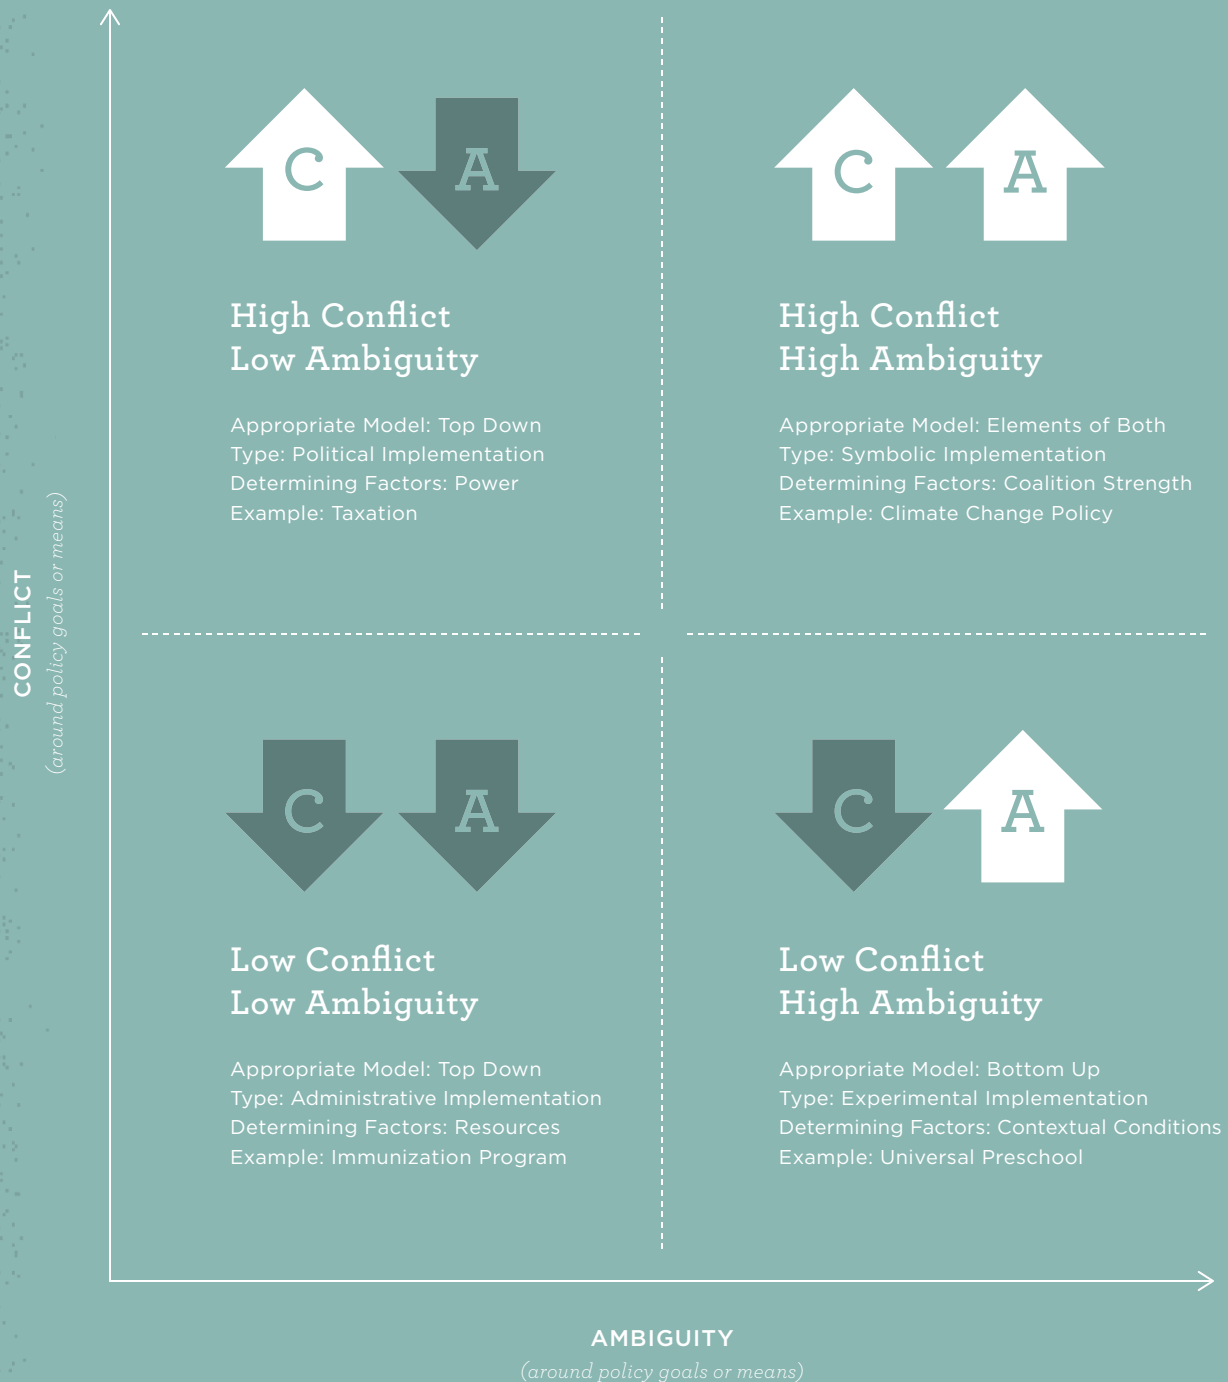 C
A
High Conflict
Low Ambiguity
Appropriate Model: Top Down
Type: Political Implementation
Determining Factors: Power
Example: Taxation
C
A
High Conflict
High Ambiguity
Appropriate Model: Elements of Both
Type: Symbolic Implementation
Determining Factors: Coalition Strength
Example: Climate Change Policy
CONFLICT
(around policy goals or means)
C
A
Low Conflict
Low Ambiguity
Appropriate Model: Top Down
Type: Administrative Implementation
Determining Factors: Resources
Example: Immunization Program
C
A
Low Conflict
High Ambiguity
Appropriate Model: Bottom Up
Type: Experimental Implementation
Determining Factors: Contextual Conditions
Example: Universal Preschool
AMBIGUITY
(around policy goals or means)